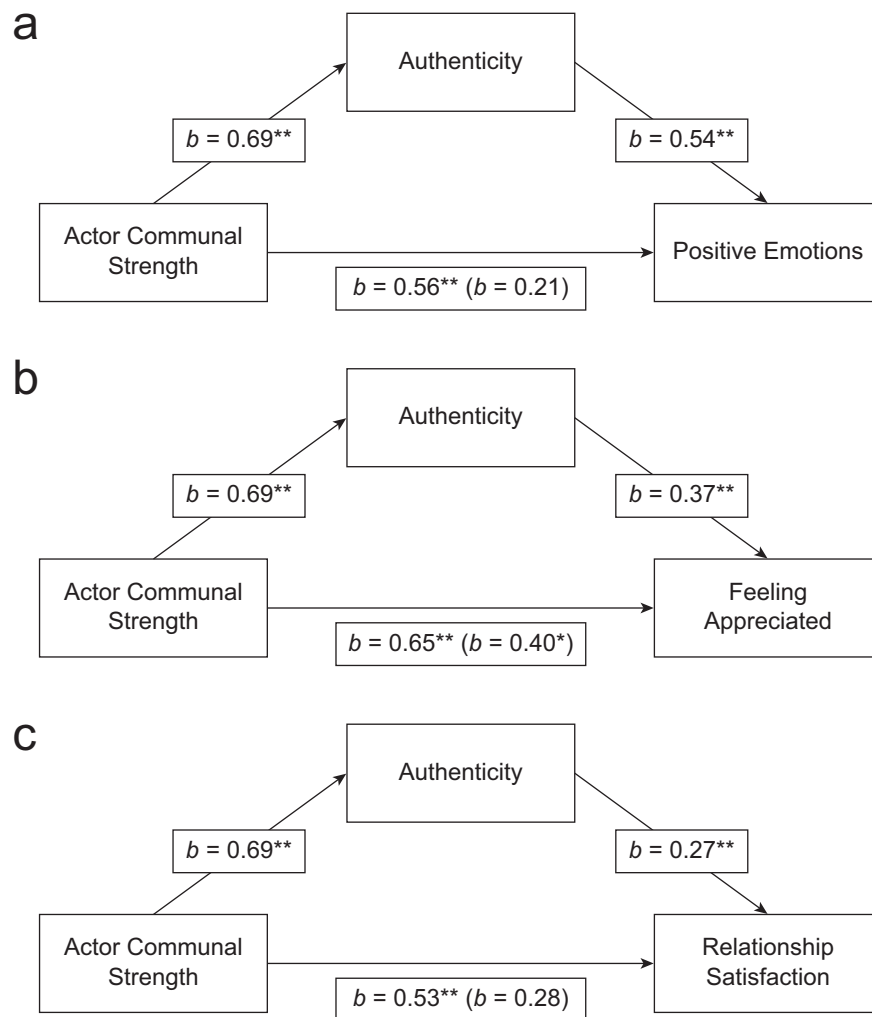 a
Authenticity
b = 0.69**
b = 0.54**
Actor Communal
Strength
Positive Emotions
b = 0.56** (b = 0.21)
b
Authenticity
b = 0.69**
b = 0.37**
Actor Communal
Strength
Feeling
Appreciated
b = 0.65** (b = 0.40*)
c
Authenticity
b = 0.69**
b = 0.27**
Actor Communal
Strength
Relationship
Satisfaction
b = 0.53** (b = 0.28)